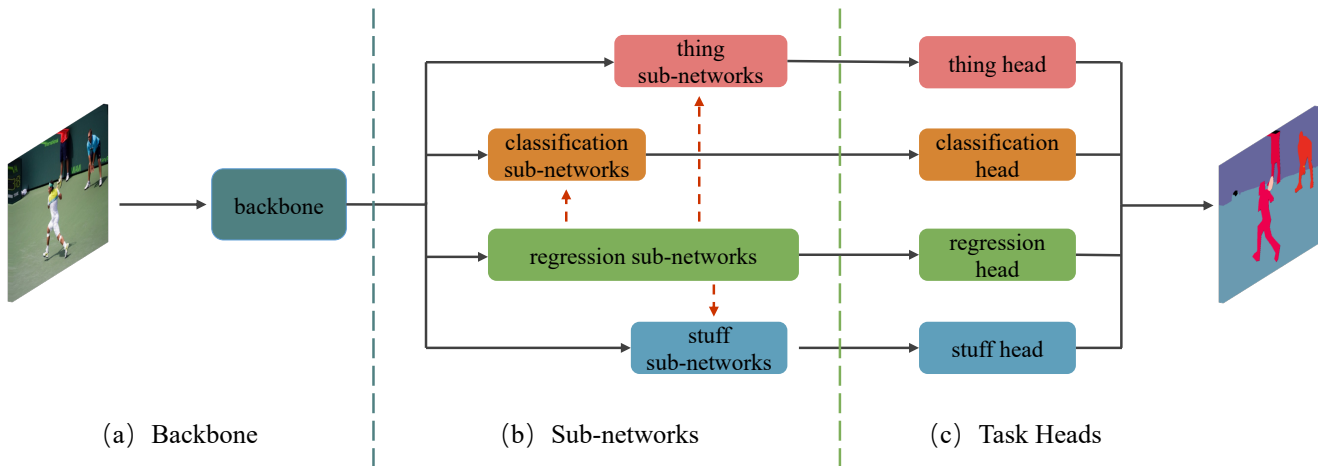 thing
sub-networks
thing head
classification
sub-networks
classification
head
backbone
regression sub-networks
regression
head
stuff
sub-networks
stuff head
（a）Backbone
（b）Sub-networks
（c）Task Heads